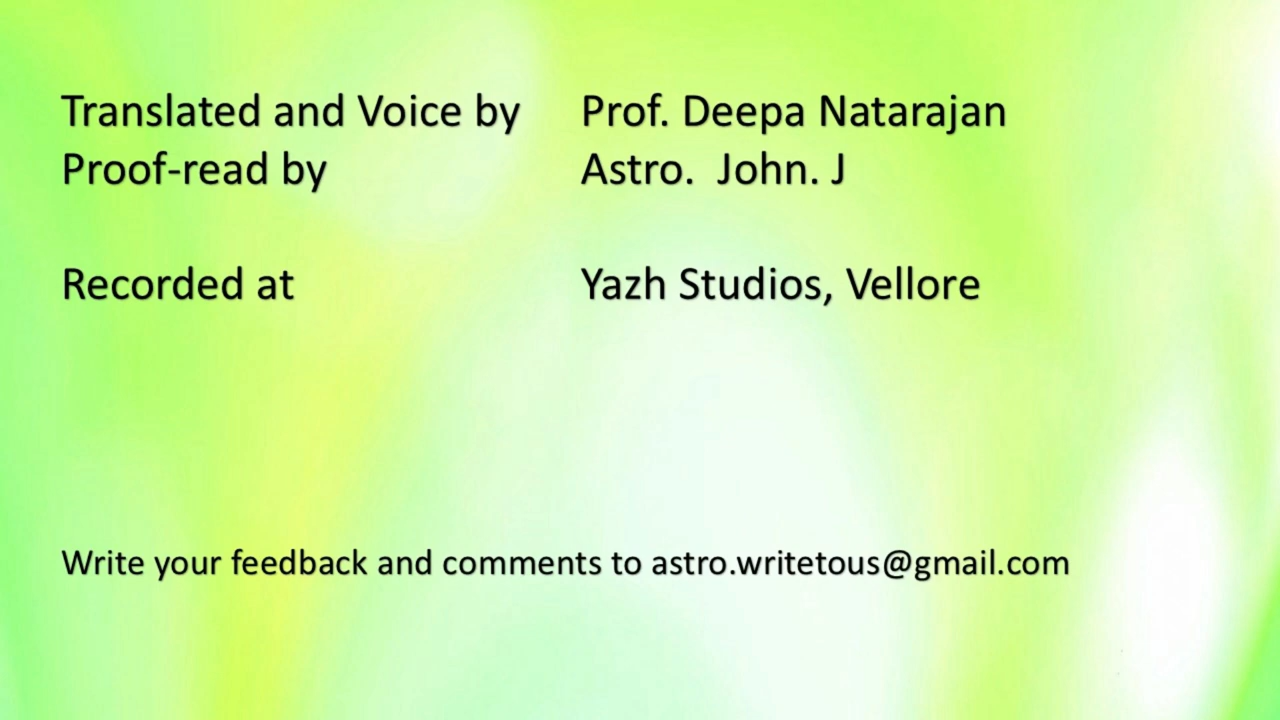 Translated and Voice by Prof. Deepa Natarajan
Proof-read by Astro. John. J
Recorded at Yazh Studios, Vellore
Write your feedback and comments to astro.writetous@gmail.com